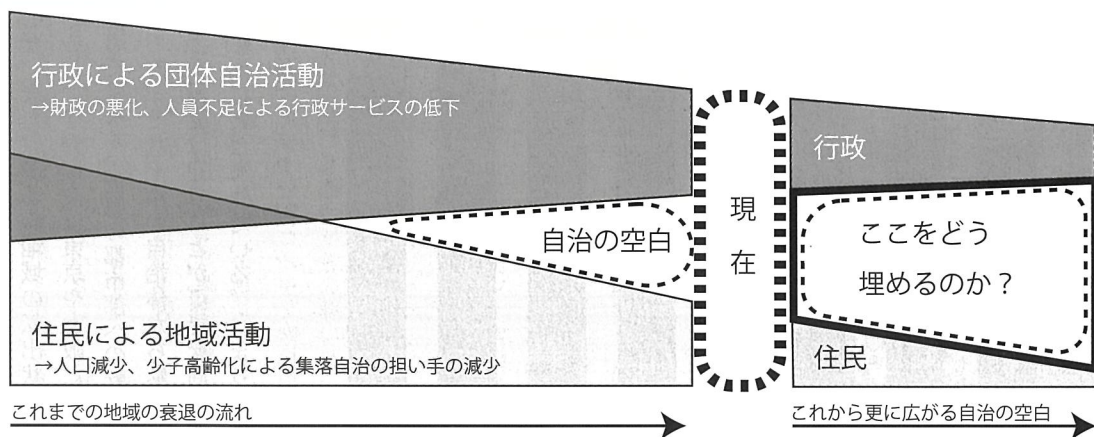 行政による団体自治活動
→財政の悪化、人員不足による行政サービスの低下
自治の空白
住民による地域活動
→人口減少、少子高齢化による集落自治の担い手の減少
これまでの地域の衰退の流れ
現
在
行政
ここをどう
埋めるのか？
住民
これから更に広がる自治の空白